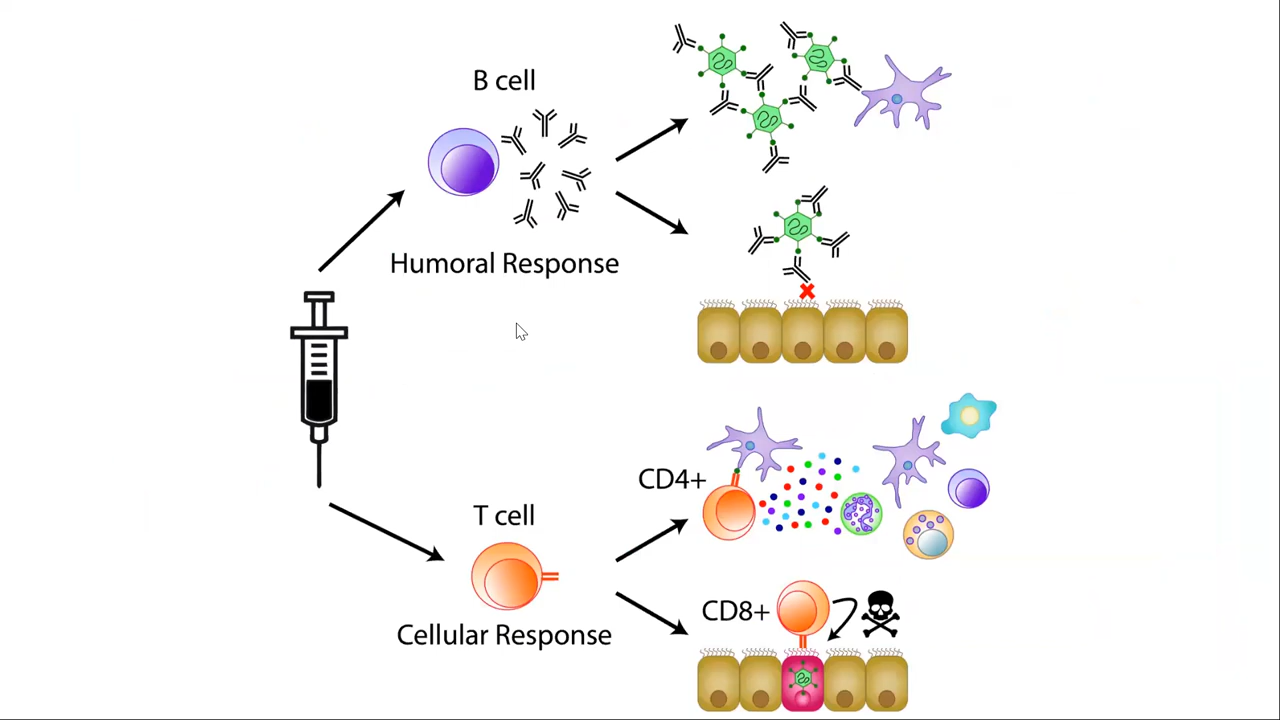 B cell
Humoral Response
T cell
Cellular Response
CD4+
CD8+